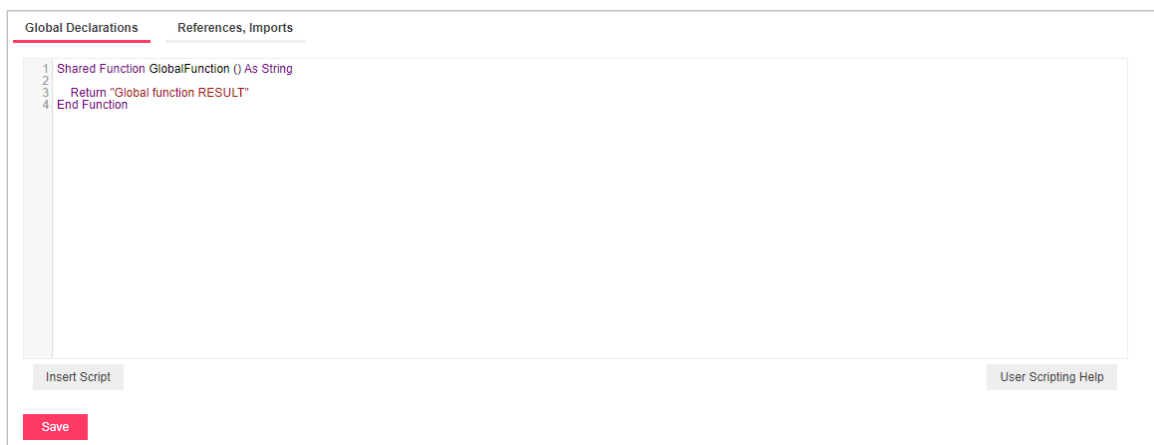 Global Declarations References, Imports
1 Shared Function GlobalFunction () As String
2
3 Return "Global function RESULT"
4 End Function
Insert Script User Scripting Help
Save